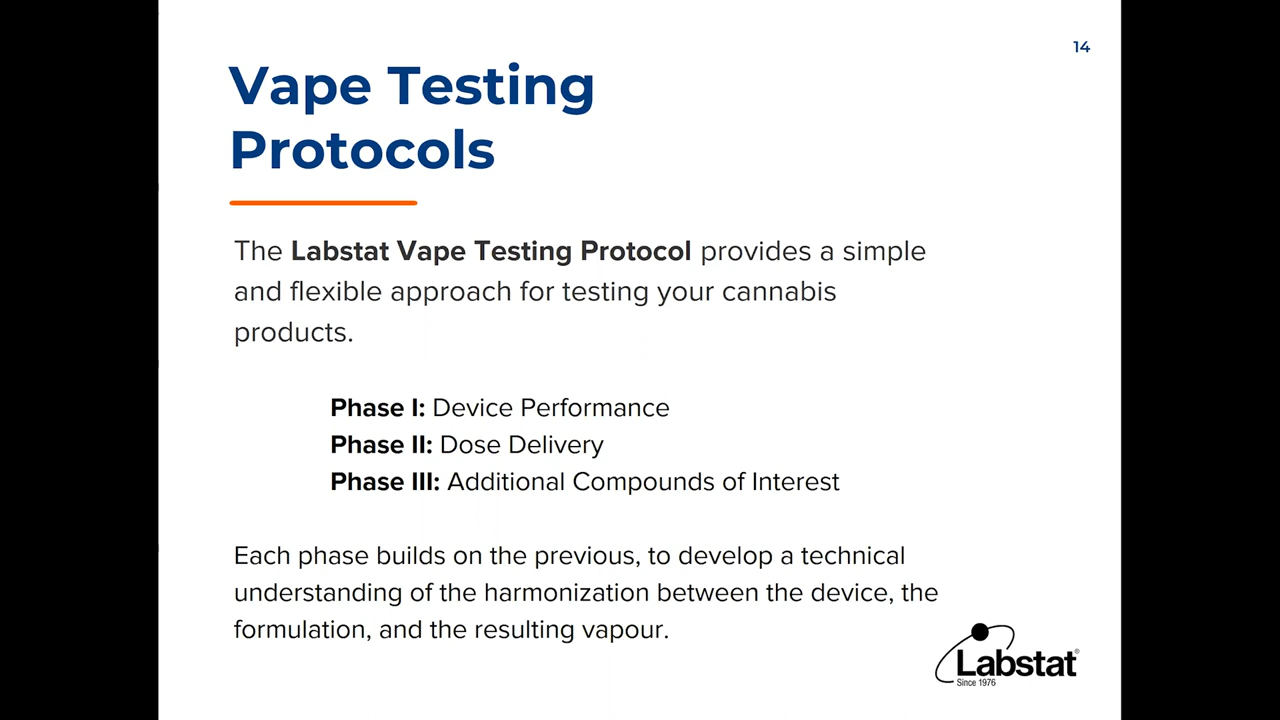 14
Vape Testing
Protocols
The Labstat Vape Testing Protocol provides a simple
and flexible approach for testing your cannabis
products.
Phase I: Device Performance
Phase II: Dose Delivery
Phase III: Additional Compounds of Interest
Each phase builds on the previous, to develop a technical
understanding of the harmonization between the device, the
formulation, and the resulting vapour.
Labstat®
Since 1976